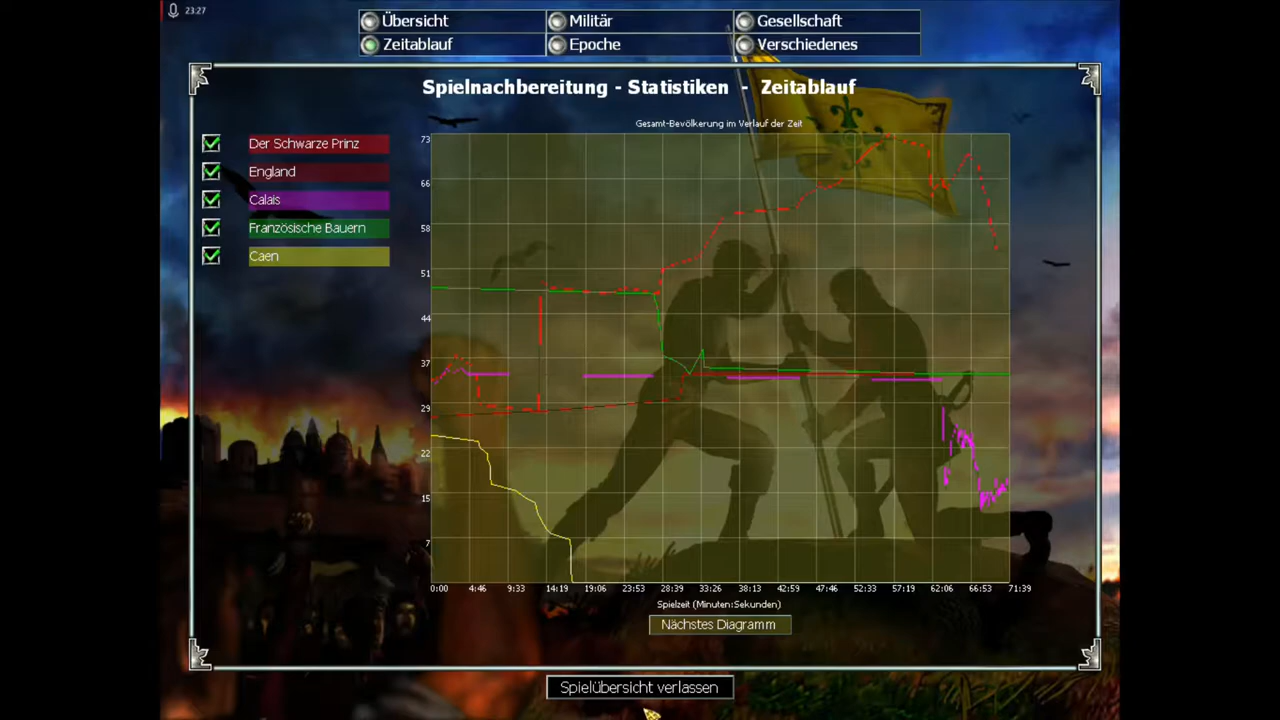 23:27
Übersicht
Militär
Gesellschaft
Zeitablauf
Epoche
Verschiedenes
Spielnachbereitung - Statistiken - Zeitablauf
Gesamt-Bevölkerung im Verlauf der Zeit
Der Schwarze Prinz
England
Calais
Französische Bauern
Caen
73
66
58
51
44
37
29
22
15
7
0:00 4:46 9:33 14:19 19:06 23:53 28:39 33:26 38:13 42:59 47:46 52:33 57:19 62:06 66:53 71:39
Spielzeit (Minuten:Sekunden)
Nächstes Diagramm
Spielübersicht verlassen